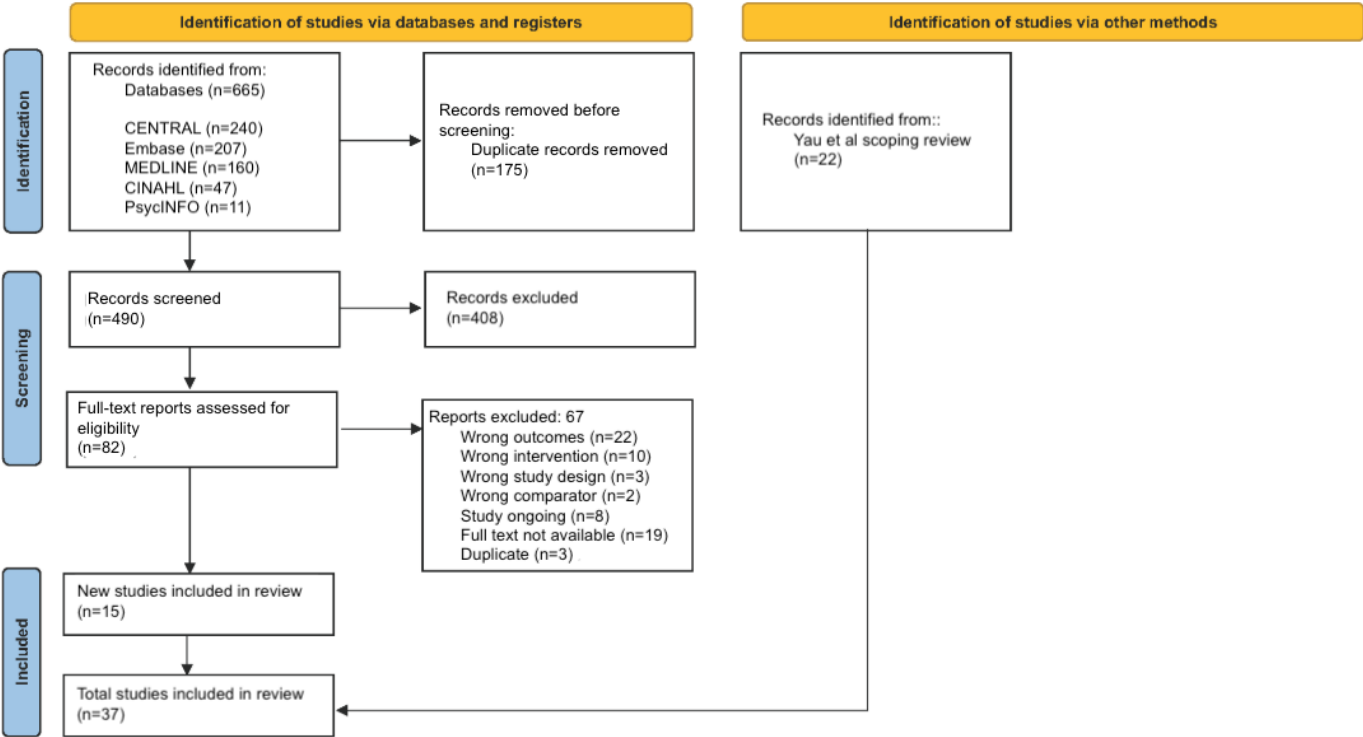 Identification of studies via databases and registers
Identification of studies via other methods
Identification
Records identified from:
Databases (n=665)
CENTRAL (n=240)
Embase (n=207)
MEDLINE (n=160)
CINAHL (n=47)
PsycINFO (n=11)
Records removed before
screening:
Duplicate records removed
(n=175)
Records identified from::
Yau et al scoping review
(n=22)
Screening
Records screened
(n=490)
Records excluded
(n=408)
Full-text reports assessed for
eligibility
(n=82)
Reports excluded: 67
Wrong outcomes (n=22)
Wrong intervention (n=10)
Wrong study design (n=3)
Wrong comparator (n=2)
Study ongoing (n=8)
Full text not available (n=19)
Duplicate (n=3)
Included
New studies included in review
(n=15)
Total studies included in review
(n=37)